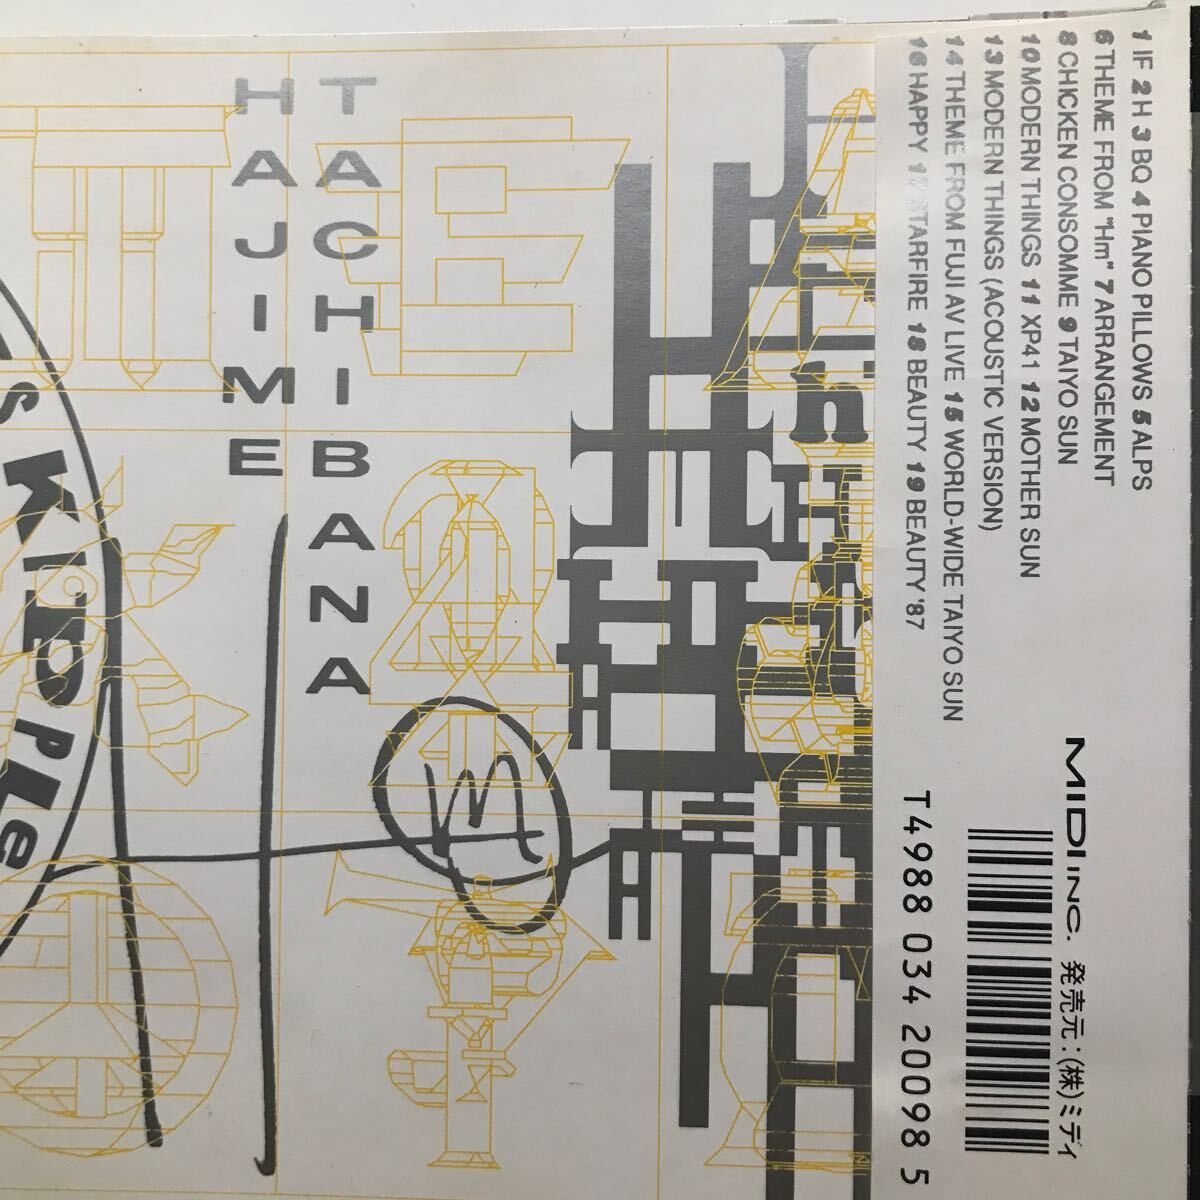 1 IF 2 H 3 BQ 4 PIANO PILLOWS 5 ALPS
6 THEME FROM "Hm" 7 ARRANGEMENT
8 CHICKEN CONSOMME 9 TAIYO SUN
10 MODERN THINGS 11 XP41 12 MOTHER SUN
13 MODERN THINGS (ACOUSTIC VERSION)
14 THEME FROM FUJI AV LIVE 15 WORLD-WIDE TAIYO SUN
16 HAPPY 17 STARFIRE 18 BEAUTY 19 BEAUTY '87
MIDI INC. 発売元:(株)ミディ
T4988 034 20098 5
TACHIBANA
HAJIME